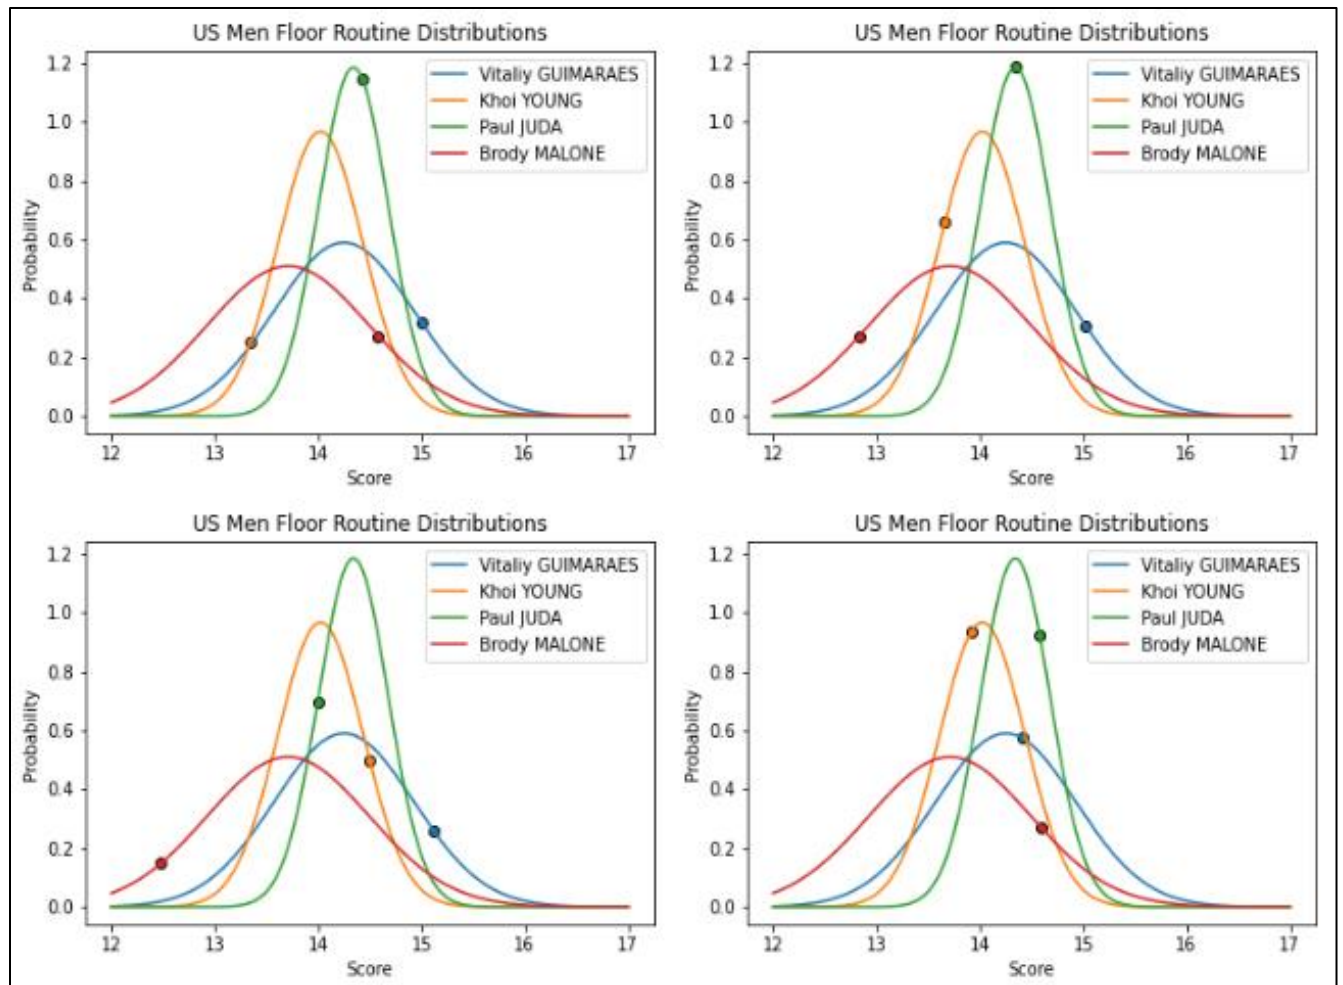 US Men Floor Routine Distributions
Vitaliy GUIMARAES
Khoi YOUNG
Paul JUDA
Brody MALONE
Probability
1.2
1.0
0.8
0.6
0.4
0.2
0.0
12 13 14 15 16 17
Score
US Men Floor Routine Distributions
Vitaliy GUIMARAES
Khoi YOUNG
Paul JUDA
Brody MALONE
Probability
1.2
1.0
0.8
0.6
0.4
0.2
0.0
12 13 14 15 16 17
Score
US Men Floor Routine Distributions
Vitaliy GUIMARAES
Khoi YOUNG
Paul JUDA
Brody MALONE
Probability
1.2
1.0
0.8
0.6
0.4
0.2
0.0
12 13 14 15 16 17
Score
US Men Floor Routine Distributions
Vitaliy GUIMARAES
Khoi YOUNG
Paul JUDA
Brody MALONE
Probability
1.2
1.0
0.8
0.6
0.4
0.2
0.0
12 13 14 15 16 17
Score